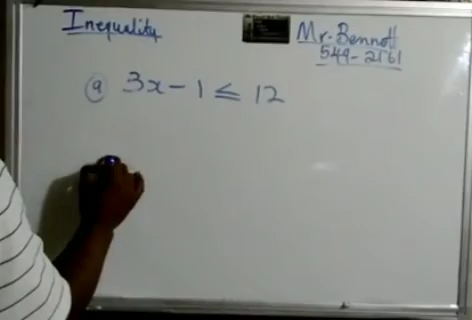 Inequality
Mr. Bennett
549-2161
a 3x - 1 ≤ 12